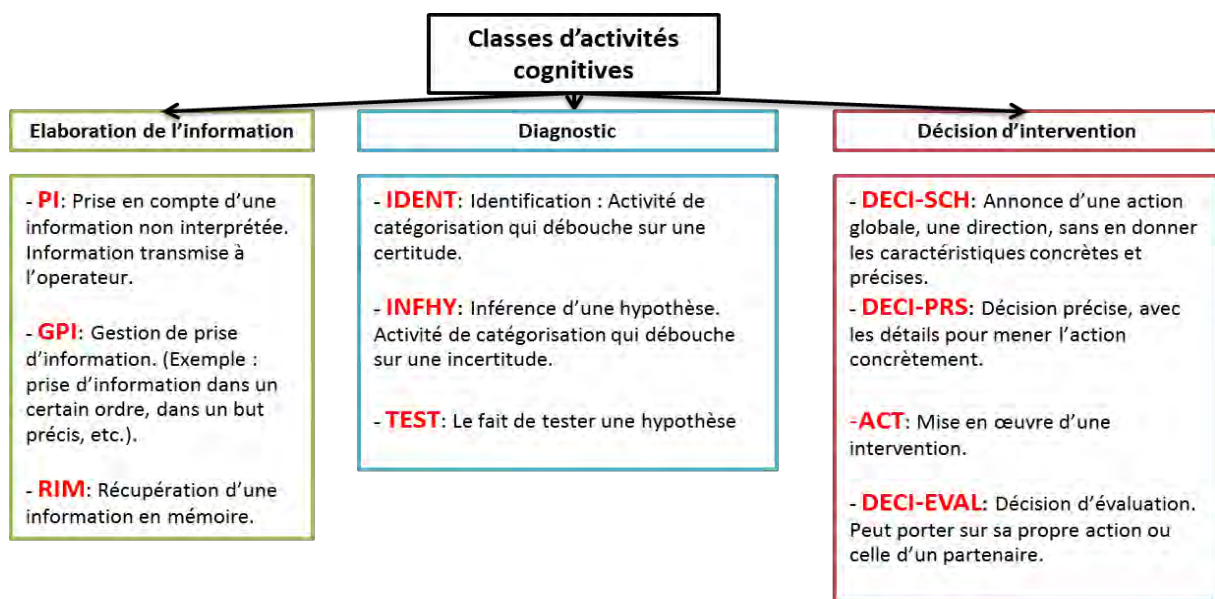 Classes d'activités
cognitives
Elaboration de l'information
Diagnostic
Décision d'intervention
- PI: Prise en compte d'une
information non interprétée.
Information transmise à
l'operateur.
- GPI: Gestion de prise
d'information. (Exemple :
prise d'information dans un
certain ordre, dans un but
précis, etc.).
- RIM: Récupération d'une
information en mémoire.
- IDENT: Identification : Activité de
catégorisation qui débouche sur une
certitude.
- INFHY: Inférence d'une hypothèse.
Activité de catégorisation qui débouche
sur une incertitude.
- TEST: Le fait de tester une hypothèse
- DECI-SCH: Annonce d'une action
globale, une direction, sans en donner
les caractéristiques concrètes et
précises.
- DECI-PRS: Décision précise, avec
les détails pour mener l'action
concrètement.
-ACT: Mise en œuvre d'une
intervention.
- DECI-EVAL: Décision d'évaluation.
Peut porter sur sa propre action ou
celle d'un partenaire.